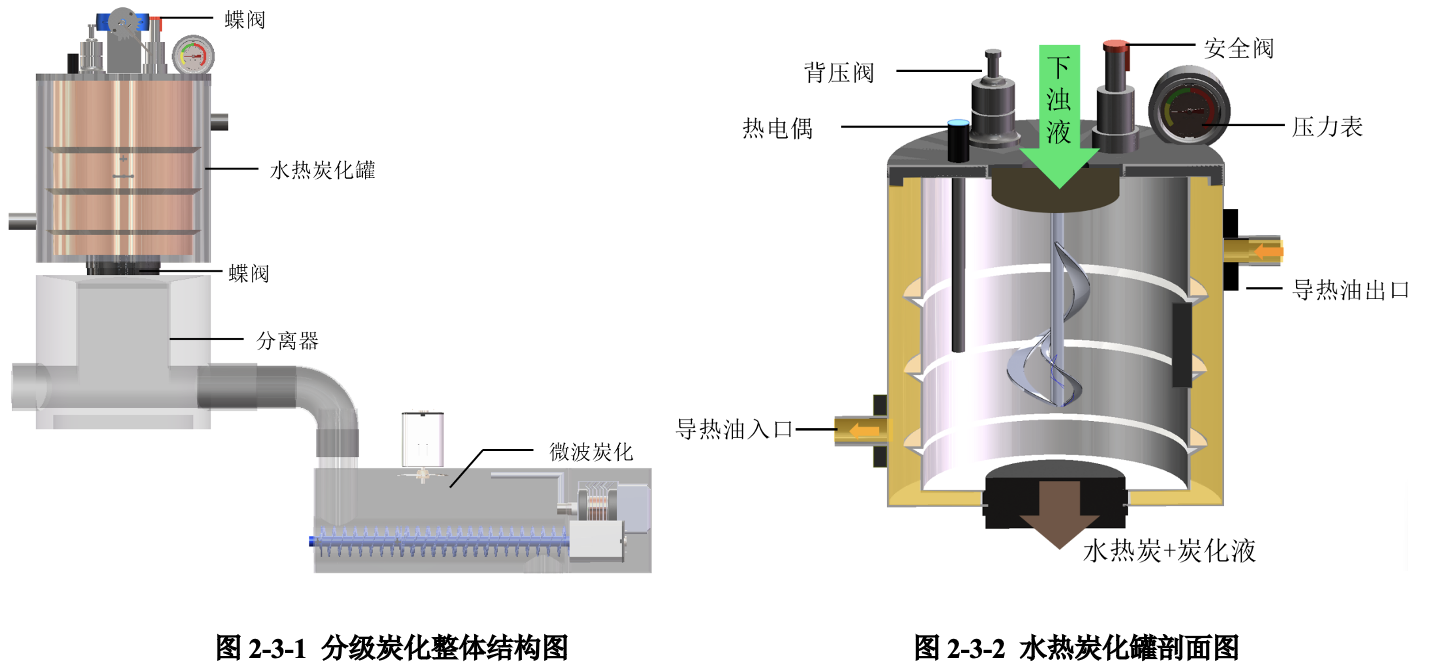 蝶阀
水热炭化罐
蝶阀
分离器
微波炭化
图 2-3-1 分级炭化整体结构图
背压阀
热电偶
下浊液
安全阀
压力表
导热油出口
导热油入口
水热炭+炭化液
图 2-3-2 水热炭化罐剖面图